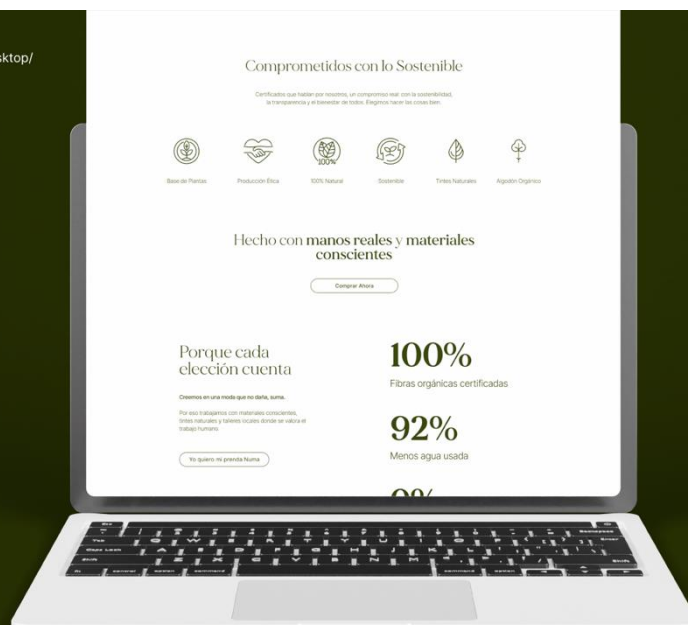 sktop/
Comprometidos con lo Sostenible
Certificados que hablan por nosotros, un compromiso real con la sostenibilidad,
la transparencia y el bienestar de todos. Elegimos hacer las cosas bien.
100%
Base de Plantas
Producción Ética
100% Natural
Sostenible
Tintes Naturales
Algodón Orgánico
Hecho con manos reales y materiales
conscientes
Comprar Ahora
Porque cada
elección cuenta
Creemos en una moda que no daña, suma.
Por eso trabajamos con materiales conscientes,
tintes naturales y talleres locales donde se valora el
trabajo humano.
Yo quiero mi prenda Numa
100%
Fibras orgánicas certificadas
92%
Menos agua usada